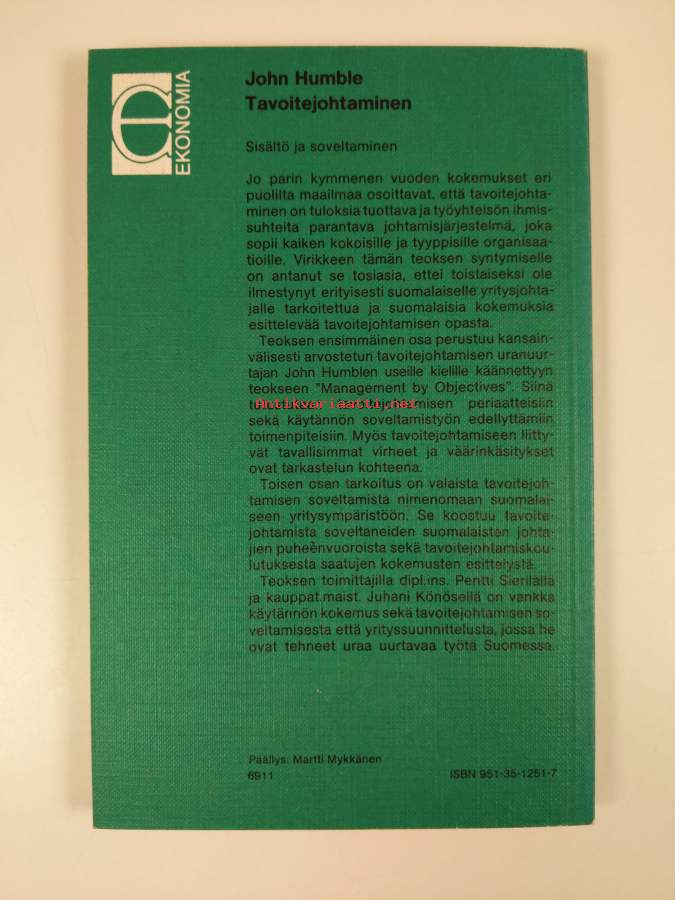 EKONOMIA
John Humble
Tavoitejohtaminen
Sisältö ja soveltaminen
Jo parin kymmenen vuoden kokemukset eri
puolilta maailmaa osoittavat, että tavoitejohta-
minen on tuloksia tuottava ja työyhteisön ihmis-
suhteita parantava johtamisjärjestelmä, joka
sopii kaiken kokoisille ja tyyppisille organisaa-
tioille. Virikkeen tämän teoksen syntymiselle
on antanut se tosiasia, ettei toistaiseksi ole
ilmestynyt erityisesti suomalaiselle yritysjohta-
jalle tarkoitettua ja suomalaisia kokemuksia
esittelevää tavoitejohtamisen opasta.
Teoksen ensimmäinen osa perustuu kansain-
välisesti arvostetun tavoitejohtamisen uranuur-
tajan John Humblen useille kielille käännettyyn
teokseen "Management by Objectives". Siinä
periaatteisiin
Antikvariaatti.net
sekä käytännön soveltamistyön edellyttämiin
toimenpiteisiin. Myös tavoitejohtamiseen liitty-
vät tavallisimmat virheet ja väärinkäsitykset
ovat tarkastelun kohteena.
Toisen osan tarkoitus on valaista tavoitejoh-
tamisen soveltamista nimenomaan suomalai-
seen yritysympäristöön. Se koostuu tavoite-
johtamista soveltaneiden suomalaisten johta-
jien puheenvuoroista sekä tavoitejohtamiskou-
lutuksesta saatujen kokemusten esittelystä.
Teoksen toimittajilla dipl.ins. Pentti Sierilällä
ja kauppat.maist. Juhani Könösellä on vankka
käytännön kokemus sekä tavoitejohtamisen so-
veltamisesta että yrityssuunnittelusta, jossa he
ovat tehneet uraa uurtavaa työtä Suomessa.
Päällys: Martti Mykkänen
6911
ISBN 951-35-1251-7